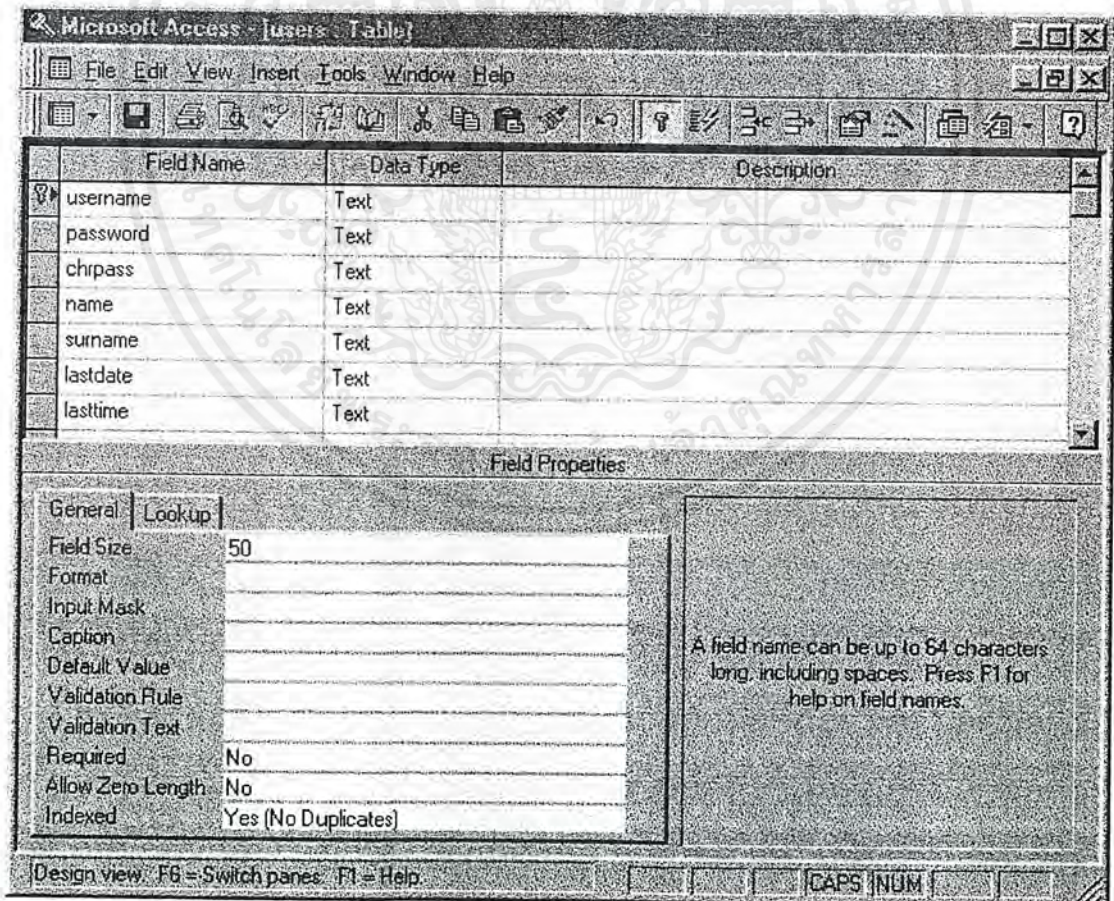 Microsoft Access - [users : Table]
File Edit View Insert Tools Window Help
Field Name Data Type Description
username Text
password Text
chrpass Text
name Text
surname Text
lastdate Text
lasttime Text
Field Properties
General Lookup
Field Size 50
Format
Input Mask
Caption
Default Value
Validation Rule
Validation Text
Required No
Allow Zero Length No
Indexed Yes (No Duplicates)
A field name can be up to 64 characters
long, including spaces. Press F1 for
help on field names.
Design view. F6 = Switch panes. F1 = Help.
CAPS NUM